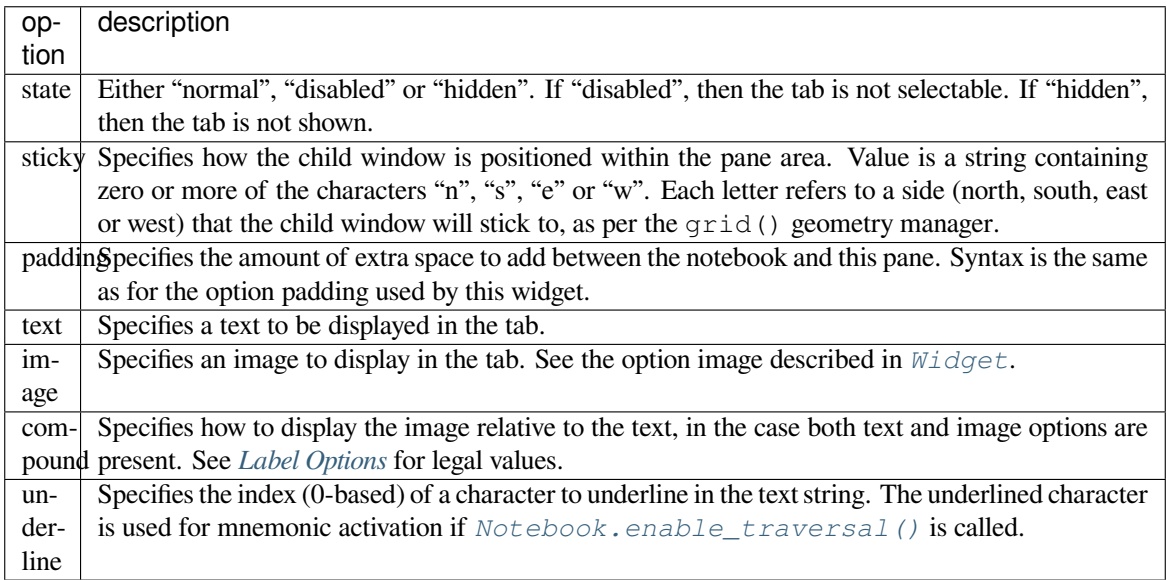 op-
tion
description
state
Either “normal”, “disabled” or “hidden”. If “disabled”, then the tab is not selectable. If “hidden”,
then the tab is not shown.
sticky
Specifies how the child window is positioned within the pane area. Value is a string containing
zero or more of the characters “n”, “s”, “e” or “w”. Each letter refers to a side (north, south, east
or west) that the child window will stick to, as per the grid() geometry manager.
padding
Specifies the amount of extra space to add between the notebook and this pane. Syntax is the same
as for the option padding used by this widget.
text
Specifies a text to be displayed in the tab.
im-
age
Specifies an image to display in the tab. See the option image described in Widget.
com-
pound
Specifies how to display the image relative to the text, in the case both text and image options are
present. See Label Options for legal values.
un-
der-
line
Specifies the index (0-based) of a character to underline in the text string. The underlined character
is used for mnemonic activation if Notebook.enable_traversal() is called.